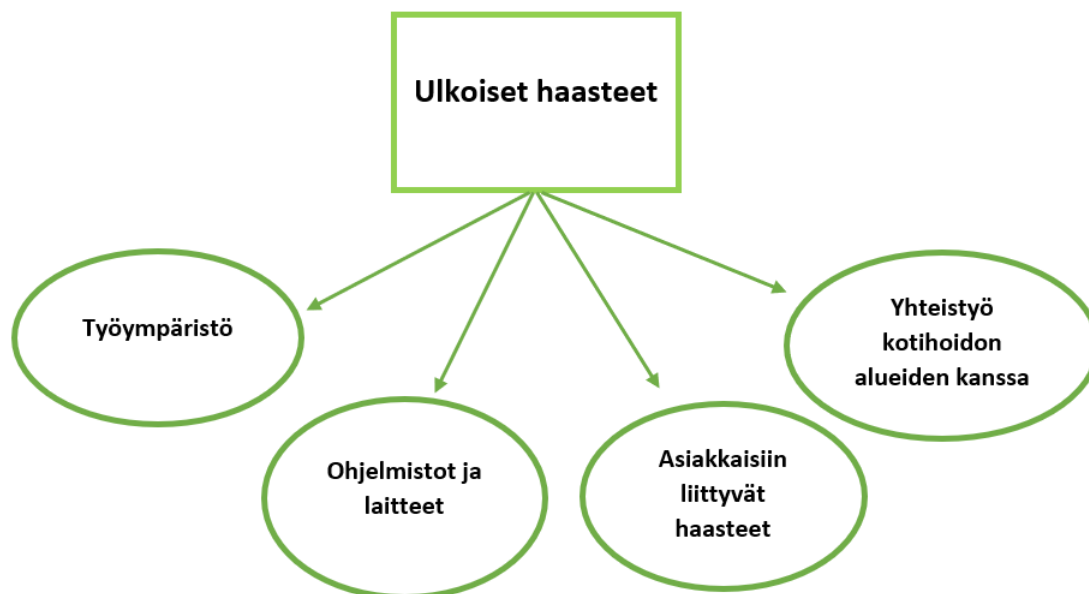 Ulkoiset haasteet
Työympäristö
Ohjelmistot ja
laitteet
Asiakkaisiin
liittyvät
haasteet
Yhteistyö
kotihoidon
alueiden kanssa